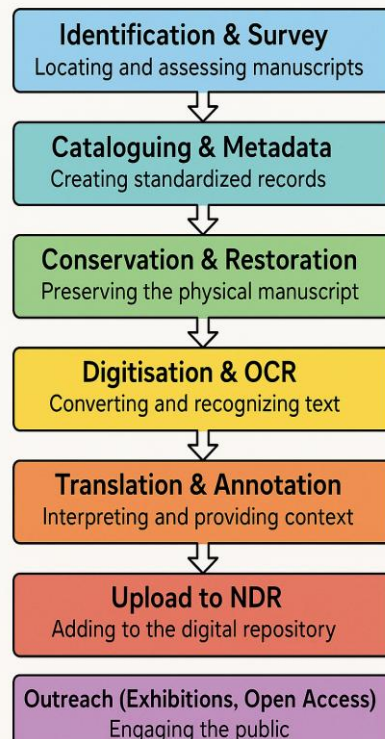 Identification & Survey
Locating and assessing manuscripts
Cataloguing & Metadata
Creating standardized records
Conservation & Restoration
Preserving the physical manuscript
Digitisation & OCR
Converting and recognizing text
Translation & Annotation
Interpreting and providing context
Upload to NDR
Adding to the digital repository
Outreach (Exhibitions, Open Access)
Engaging the public